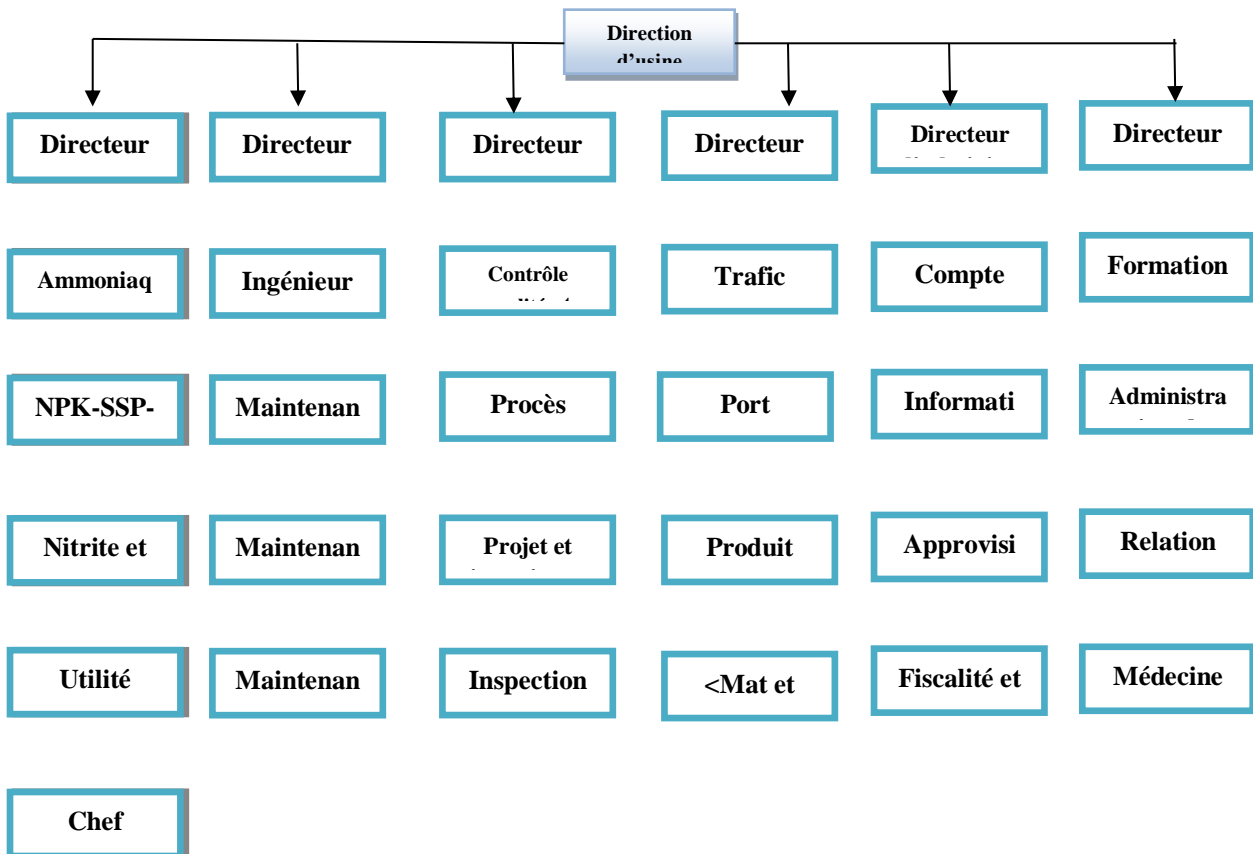 Direction
d'usine
Directeur
Directeur
Directeur
Directeur
Directeur
Directeur
Ammoniaq
Ingénieur
Contrôle
Trafic
Compte
Formation
NPK-SSP-
Maintenan
Procès
Port
Informati
Administra
Nitrite et
Maintenan
Projet et
Produit
Approvisi
Relation
Utilité
Maintenan
Inspection
<Mat et
Fiscalité et
Médecine
Chef